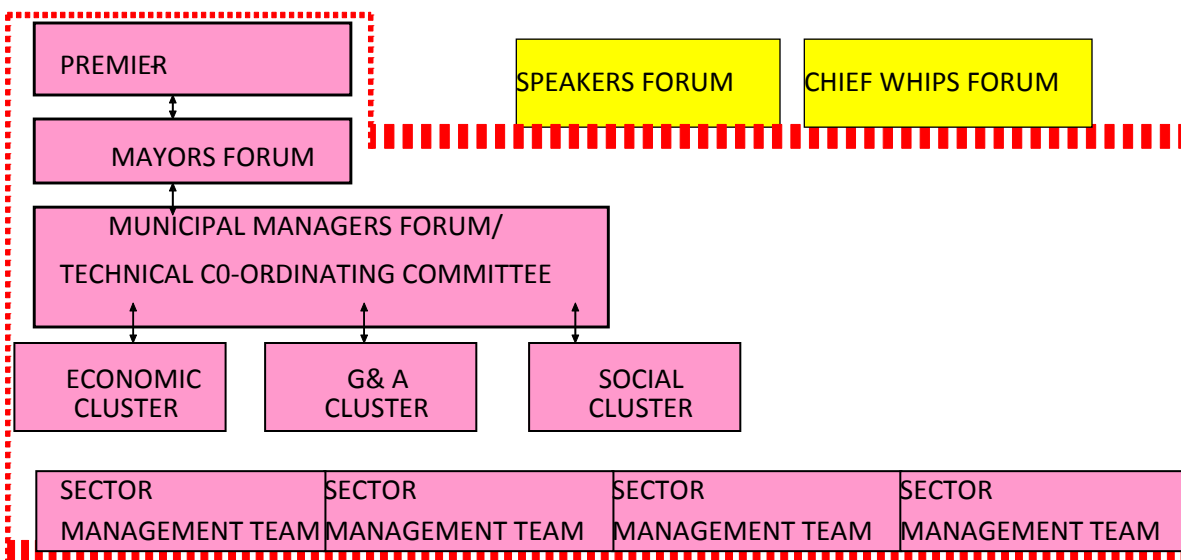 PREMIER
SPEAKERS FORUM
CHIEF WHIPS FORUM
MAYORS FORUM
MUNICIPAL MANAGERS FORUM/
TECHNICAL C0-ORDINATING COMMITTEE
ECONOMIC
CLUSTER
G& A
CLUSTER
SOCIAL
CLUSTER
SECTOR
MANAGEMENT TEAM
SECTOR
MANAGEMENT TEAM
SECTOR
MANAGEMENT TEAM
SECTOR
MANAGEMENT TEAM